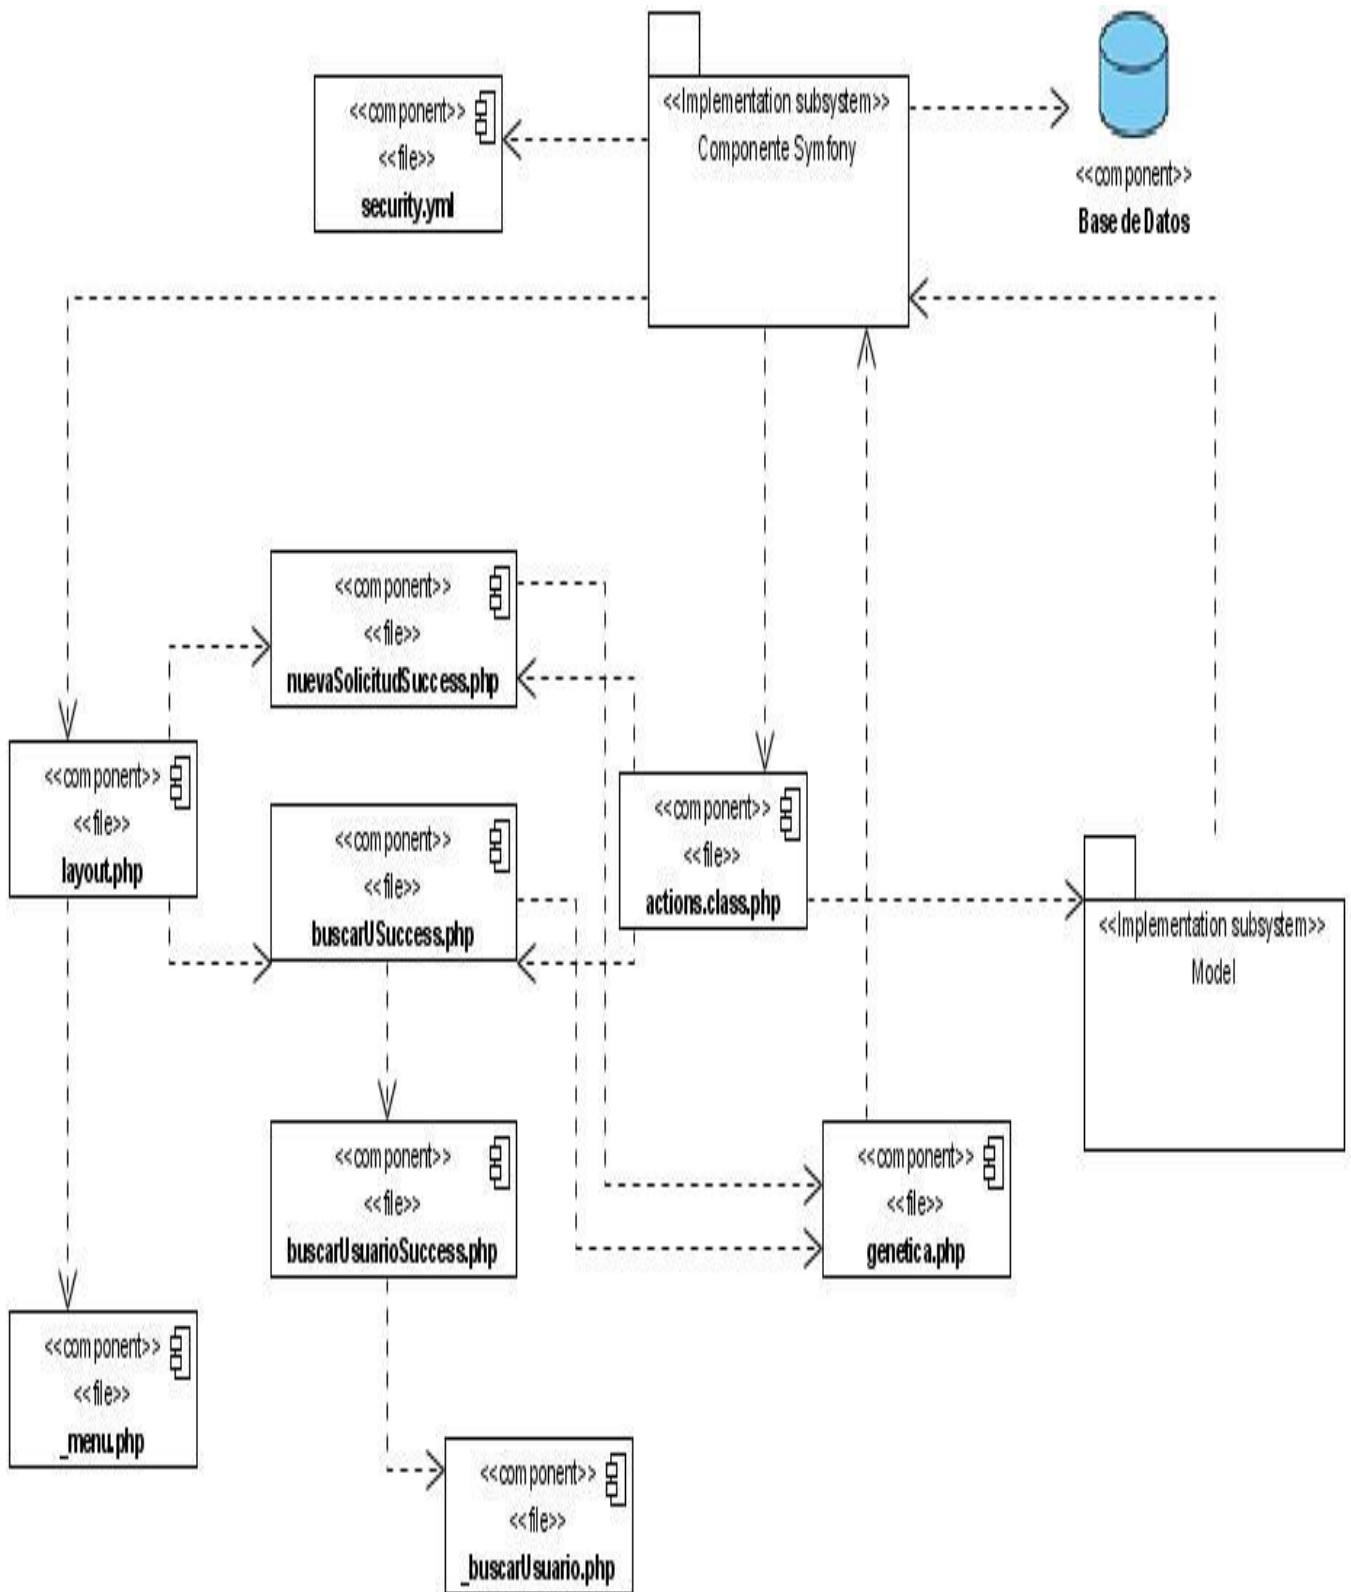 <<component>>
<<file>>
security.yml
<<Implementation subsystem>>
Componente Symfony
<<component>>
Base de Datos
<<component>>
<<file>>
nuevaSolicitudSuccess.php
<<component>>
<<file>>
layout.php
<<component>>
<<file>>
buscarUSuccess.php
<<component>>
<<file>>
actions.class.php
<<Implementation subsystem>>
Model
<<component>>
<<file>>
buscarUsuarioSuccess.php
<<component>>
<<file>>
genetica.php
<<component>>
<<file>>
_menu.php
<<component>>
<<file>>
_buscarUsuario.php